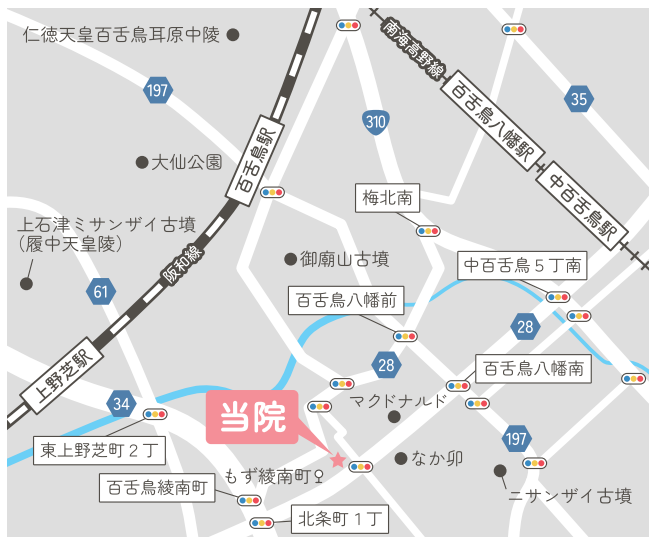 仁徳天皇百舌鳥耳原中陵
南海高野線
197
35
310
百舌鳥八幡駅
百舌鳥駅
大仙公園
中百舌鳥駅
梅北南
上石津ミサンザイ古墳
（履中天皇陵）
阪和線
御廟山古墳
中百舌鳥５丁南
61
百舌鳥八幡前
28
上野芝駅
28
百舌鳥八幡南
34
マクドナルド
当院
197
東上野芝町２丁
なか卯
もず綾南町
百舌鳥綾南町
ニサンザイ古墳
北条町１丁